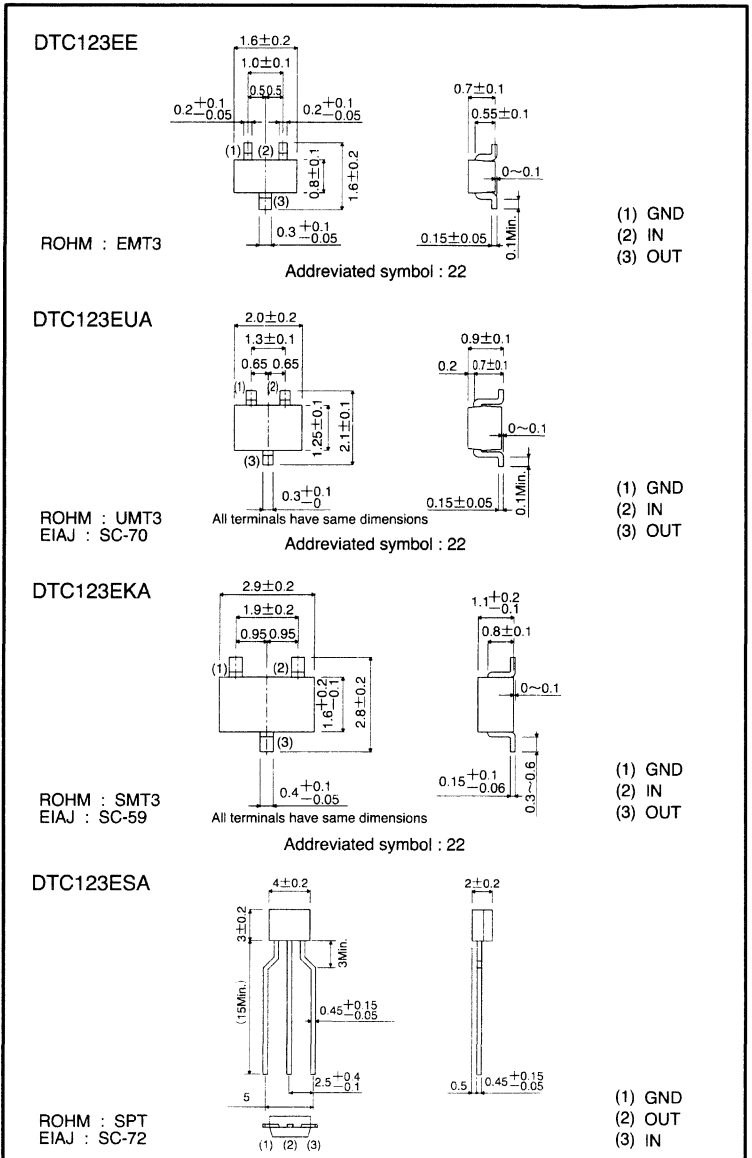 DTC123EE
1.6±0.2
1.0±0.1
0.5 0.5
0.2+0.1 −0.05
0.2+0.1 −0.05
(1) (2)
(3)
0.8±0.1
1.6±0.2
0.3 +0.1 −0.05
0.7±0.1
0.55±0.1
0~0.1
0.15±0.05
0.1Min.
(1) GND
(2) IN
(3) OUT
ROHM : EMT3
Addreviated symbol : 22
DTC123EUA
2.0±0.2
1.3±0.1
0.65 0.65
(1) (2)
(3)
1.25±0.1
2.1±0.1
0.3+0.1 −0
0.9±0.1
0.2 0.7±0.1
0~0.1
0.15±0.05
0.1Min.
(1) GND
(2) IN
(3) OUT
ROHM : UMT3
EIAJ : SC-70
All terminals have same dimensions
Addreviated symbol : 22
DTC123EKA
2.9±0.2
1.9±0.2
0.95 0.95
(1) (2)
(3)
1.6+0.2 −0.1
2.8±0.2
0.4+0.1 −0.05
1.1+0.2 −0.1
0.8±0.1
0~0.1
0.15+0.1 −0.06
0.3~0.6
(1) GND
(2) IN
(3) OUT
ROHM : SMT3
EIAJ : SC-59
All terminals have same dimensions
Addreviated symbol : 22
DTC123ESA
4±0.2
3±0.2
3Min.
(15Min.)
0.45+0.15 −0.05
2.5+0.4 −0.1
5
(1) (2) (3)
2±0.2
0.5 0.45+0.15 −0.05
(1) GND
(2) OUT
(3) IN
ROHM : SPT
EIAJ : SC-72